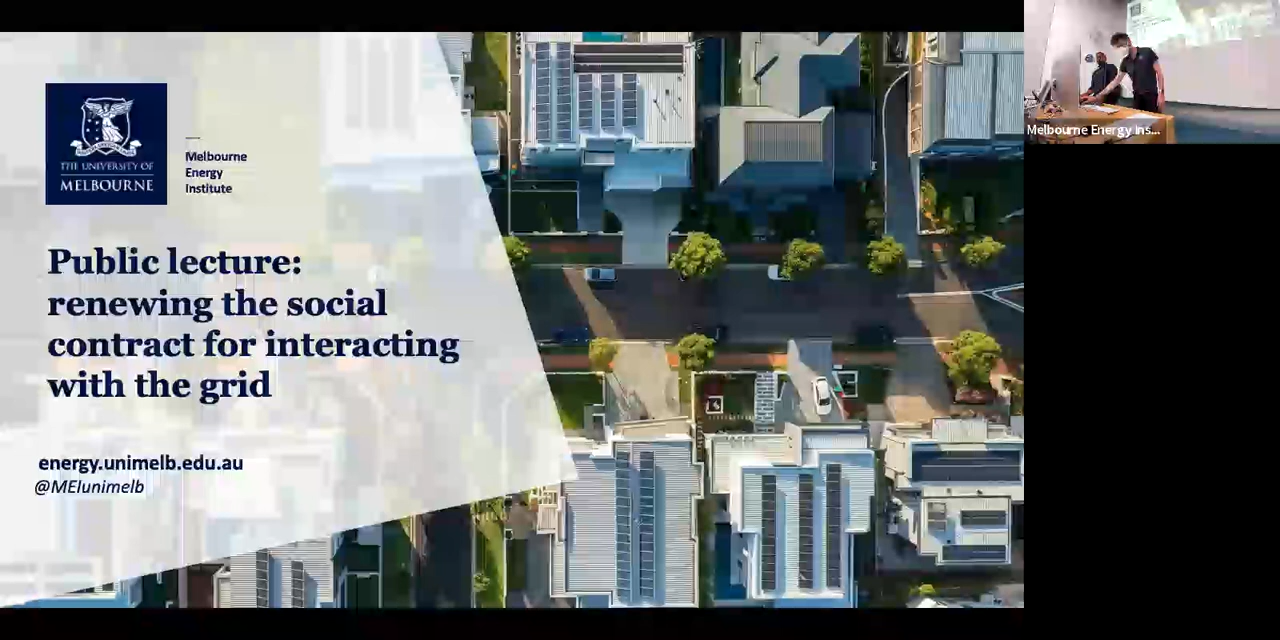 THE UNIVERSITY OF
MELBOURNE
Melbourne
Energy
Institute
Public lecture:
renewing the social
contract for interacting
with the grid
energy.unimelb.edu.au
@MEIunimelb
Melbourne Energy Ins...